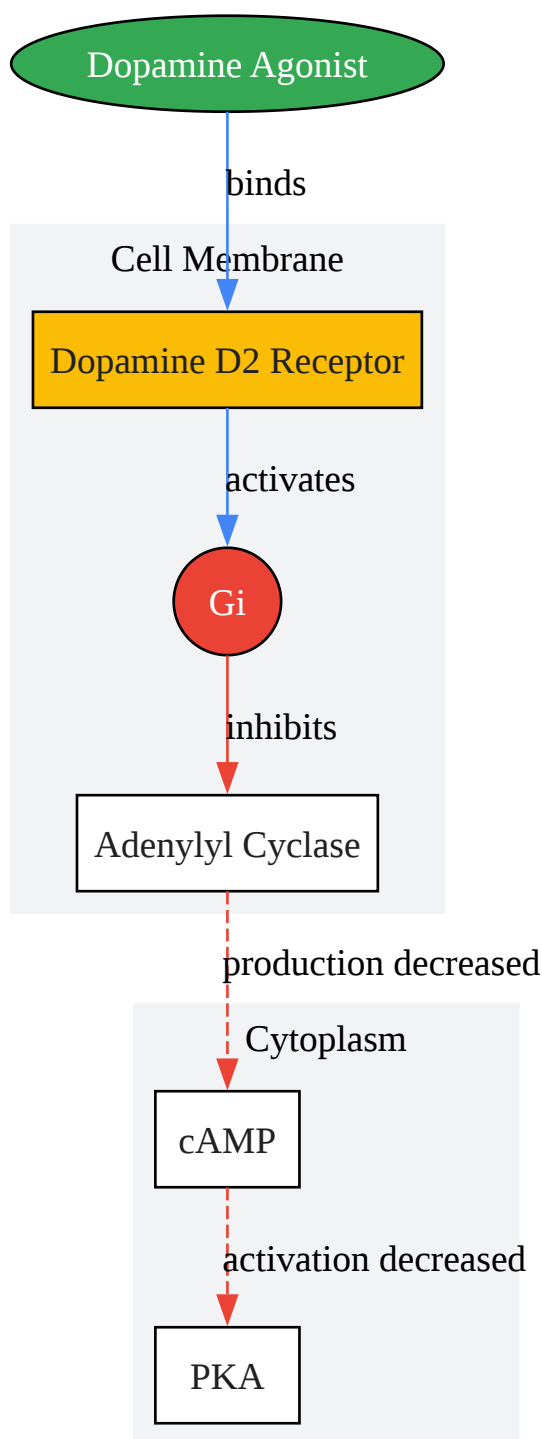 Dopamine Agonist
binds
Cell Membrane
Dopamine D2 Receptor
activates
Gi
inhibits
Adenylyl Cyclase
production decreased
Cytoplasm
cAMP
activation decreased
PKA